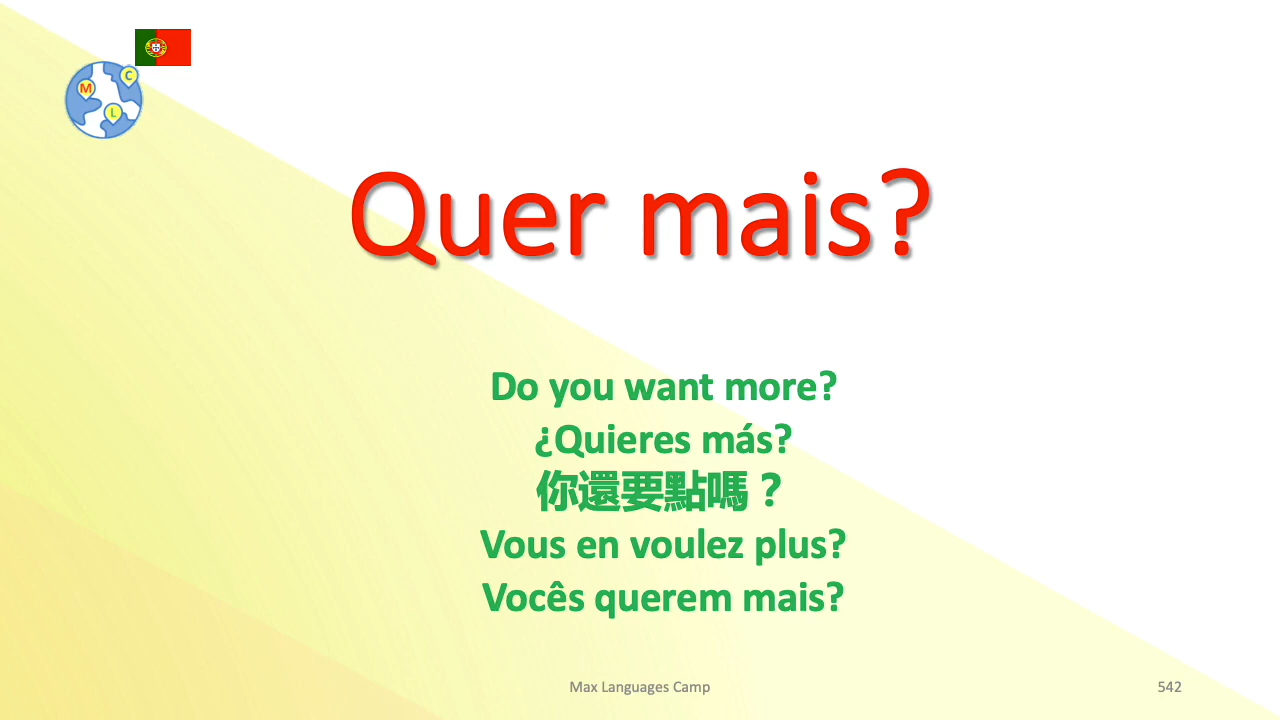 C
M
L
Quer mais?
Do you want more?
¿Quieres más?
你還要點嗎？
Vous en voulez plus?
Vocês querem mais?
Max Languages Camp
542